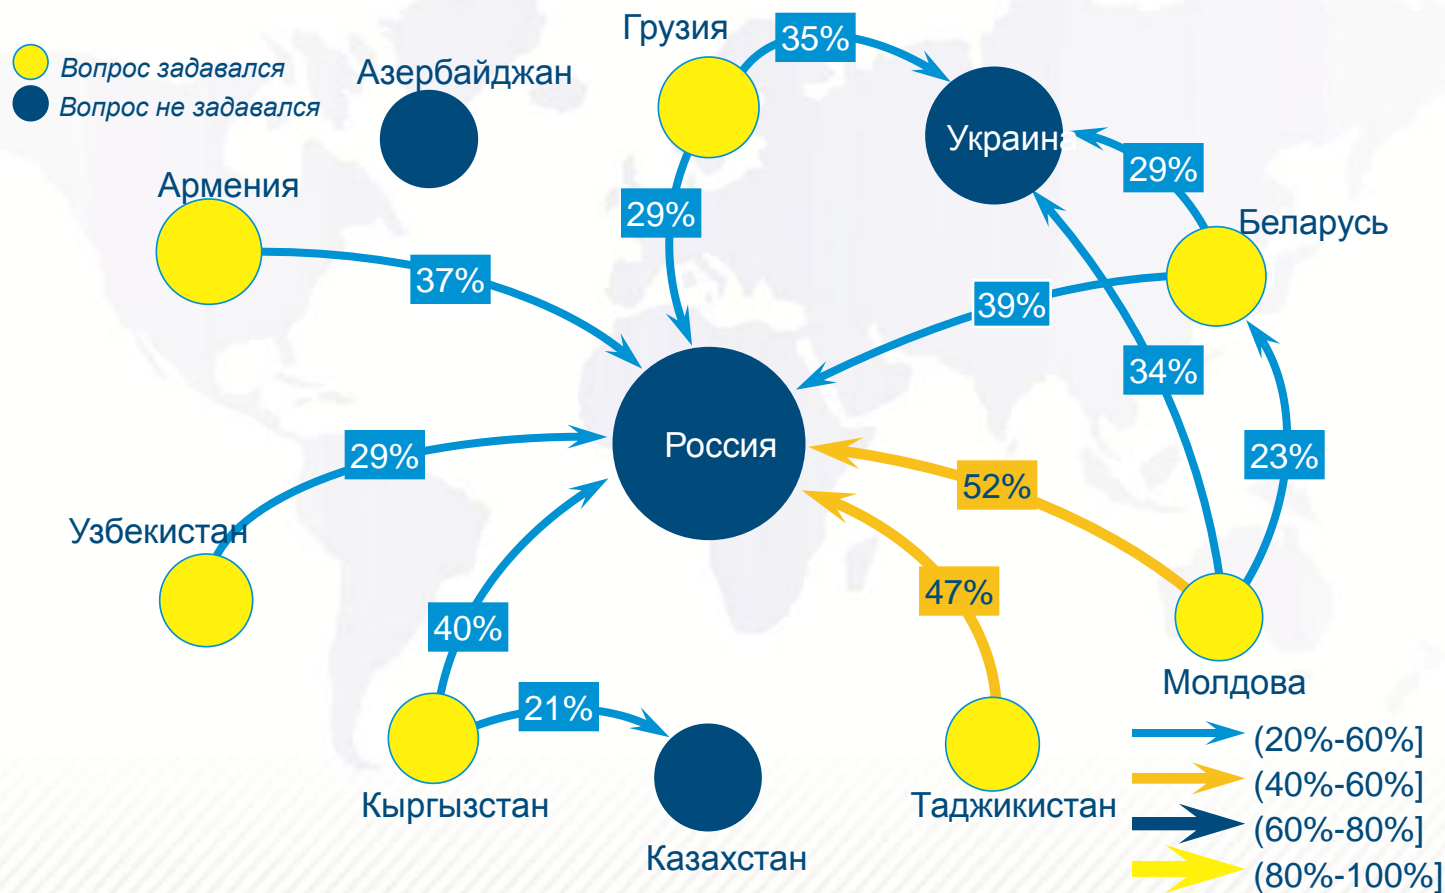 Грузия
35%
Вопрос задавался
Азербайджан
Вопрос не задавался
Украина
29%
Армения
29%
Беларусь
37%
39%
34%
Россия
29%
23%
52%
Узбекистан
47%
40%
Молдова
21%
(20%-60%]
Кыргызстан
Таджикистан
(40%-60%]
(60%-80%]
Казахстан
(80%-100%]